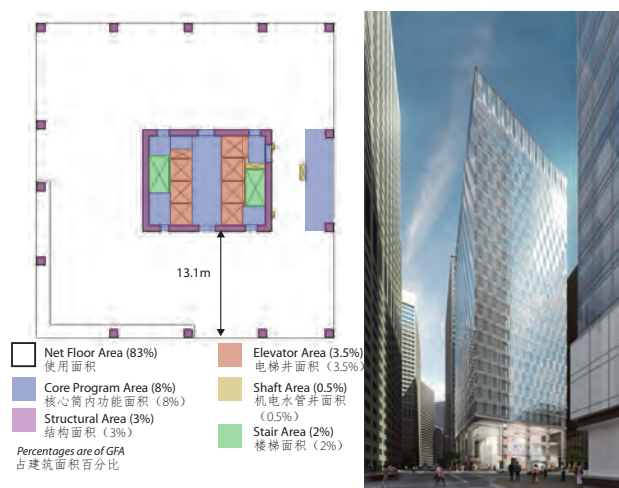 13.1m
Net Floor Area (83%)
使用面积
Core Program Area (8%)
核心筒内功能面积（8%）
Structural Area (3%)
结构面积（3%）
Percentages are of GFA
占建筑面积百分比
Elevator Area (3.5%)
电梯井面积（3.5%）
Shaft Area (0.5%)
机电水管井面积
（0.5%）
Stair Area (2%)
楼梯面积（2%）